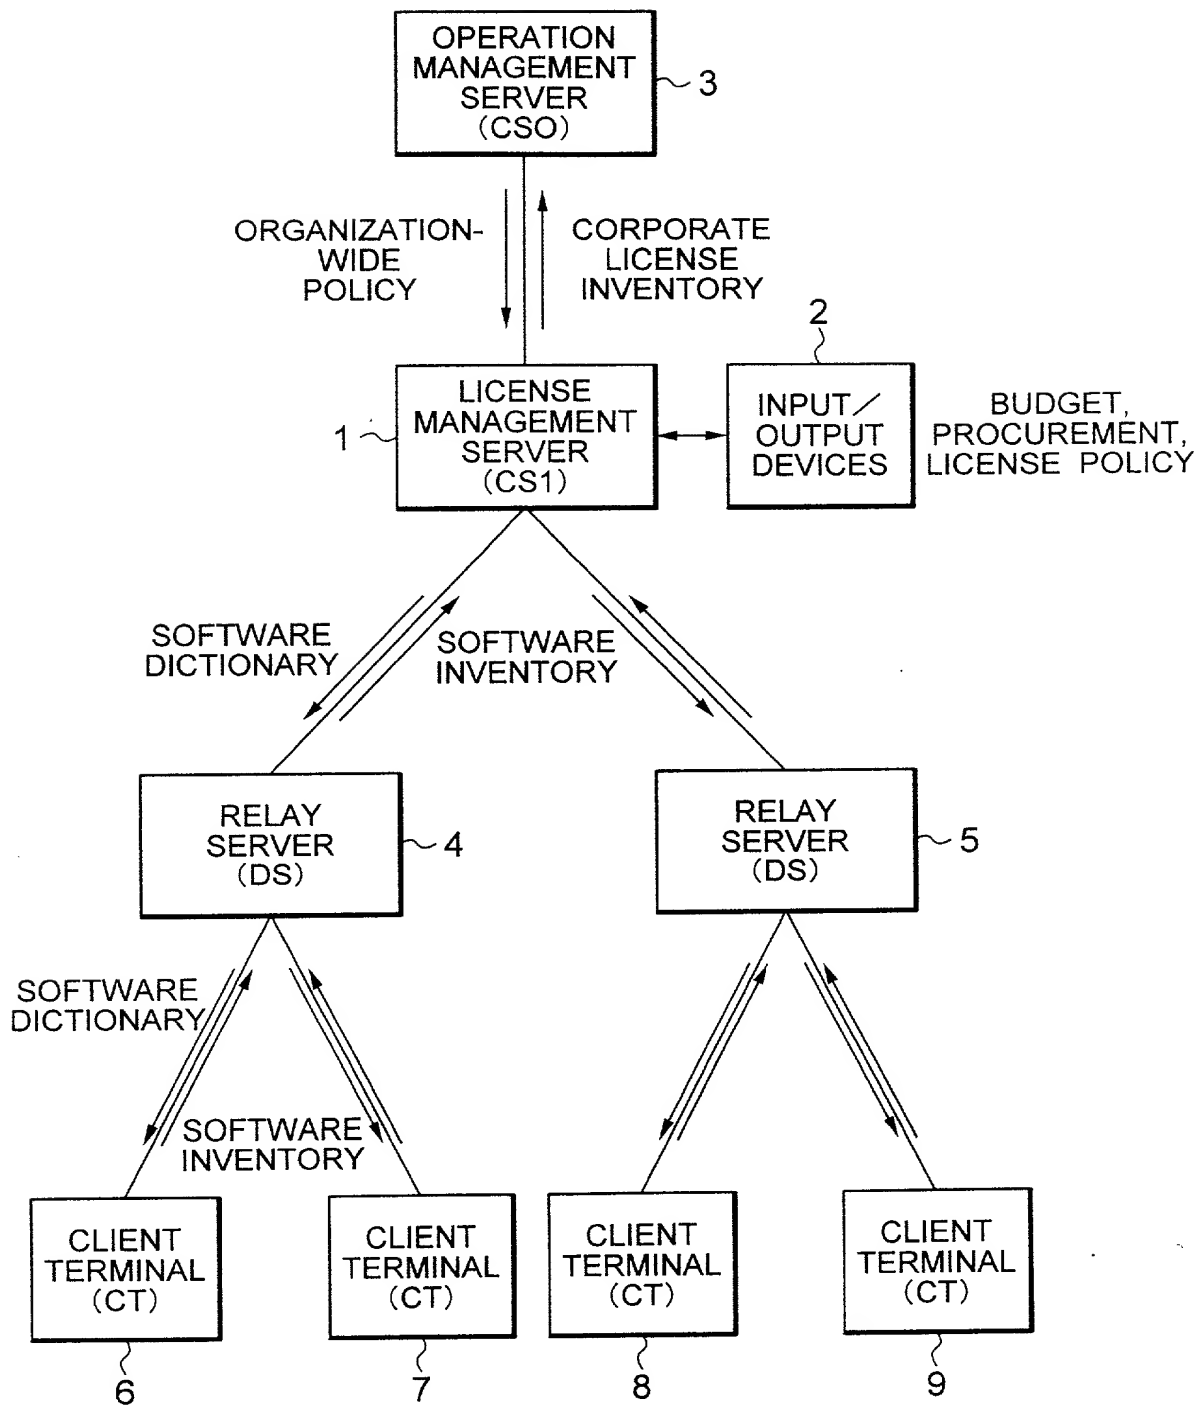 OPERATION
MANAGEMENT
SERVER
(CSO)
3
ORGANIZATION-
WIDE
POLICY
CORPORATE
LICENSE
INVENTORY
2
1
LICENSE
MANAGEMENT
SERVER
(CS1)
INPUT/
OUTPUT
DEVICES
BUDGET,
PROCUREMENT,
LICENSE POLICY
SOFTWARE
DICTIONARY
SOFTWARE
INVENTORY
RELAY
SERVER
(DS)
4
RELAY
SERVER
(DS)
5
SOFTWARE
DICTIONARY
SOFTWARE
INVENTORY
CLIENT
TERMINAL
(CT)
6
CLIENT
TERMINAL
(CT)
7
CLIENT
TERMINAL
(CT)
8
CLIENT
TERMINAL
(CT)
9